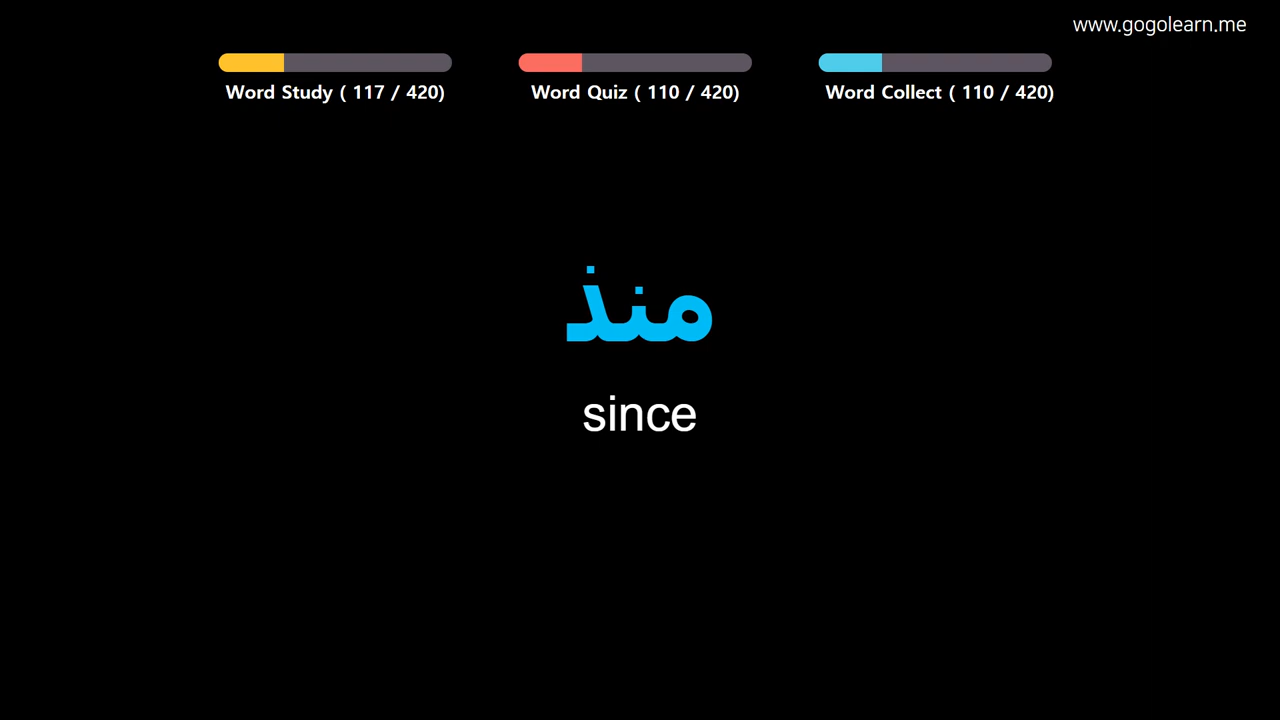 www.gogolearn.me
Word Study ( 117 / 420)
Word Quiz ( 110 / 420)
Word Collect ( 110 / 420)
منذ
since